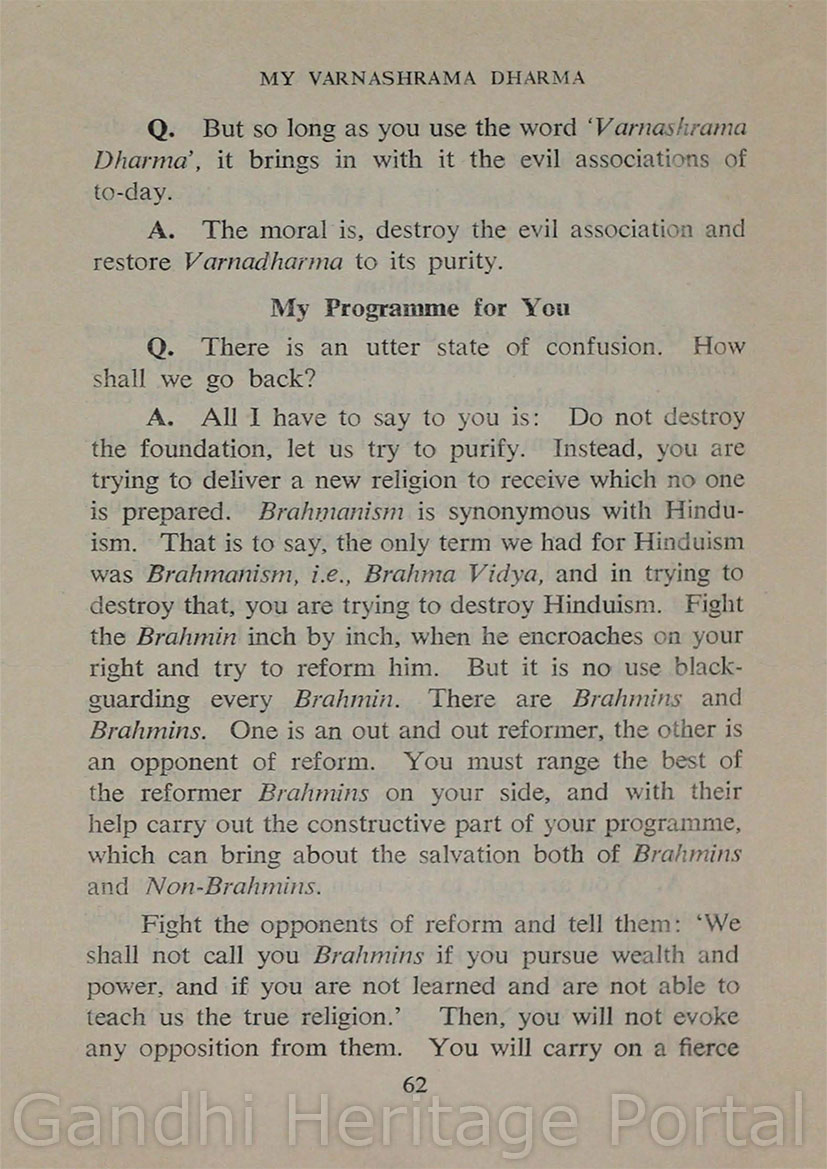 MY VARNASHRAMA DHARMA
Q. But so long as you use the word ‘Varnashrama
Dharma’, it brings in with it the evil associations of
to-day.
A. The moral is, destroy the evil association and
restore Varnadharma to its purity.
My Programme for You
Q. There is an utter state of confusion. How
shall we go back?
A. All I have to say to you is: Do not destroy
the foundation, let us try to purify. Instead, you are
trying to deliver a new religion to receive which no one
is prepared. Brahmanism is synonymous with Hindu-
ism. That is to say, the only term we had for Hinduism
was Brahmanism, i.e., Brahma Vidya, and in trying to
destroy that, you are trying to destroy Hinduism. Fight
the Brahmin inch by inch, when he encroaches on your
right and try to reform him. But it is no use black-
guarding every Brahmin. There are Brahmins and
Brahmins. One is an out and out reformer, the other is
an opponent of reform. You must range the best of
the reformer Brahmins on your side, and with their
help carry out the constructive part of your programme,
which can bring about the salvation both of Brahmins
and Non-Brahmins.
Fight the opponents of reform and tell them: ‘We
shall not call you Brahmins if you pursue wealth and
power, and if you are not learned and are not able to
teach us the true religion.’ Then, you will not evoke
any opposition from them. You will carry on a fierce
62
Gandhi Heritage Portal